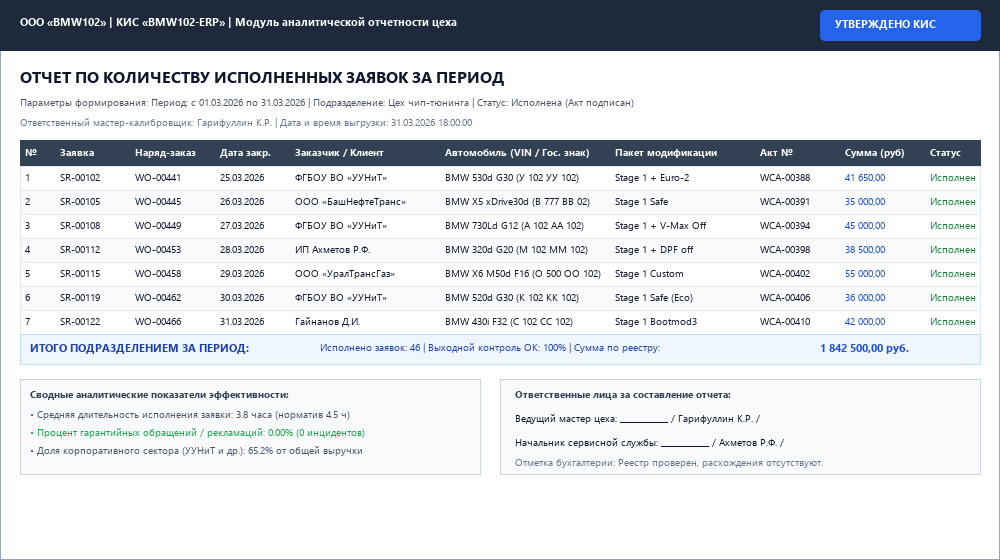 ООО «BMW102» | КИС «BMW102-ERP» | Модуль аналитической отчетности цеха
УТВЕРЖДЕНО КИС
ОТЧЕТ ПО КОЛИЧЕСТВУ ИСПОЛНЕННЫХ ЗАЯВОК ЗА ПЕРИОД
Параметры формирования: Период: с 01.03.2026 по 31.03.2026 | Подразделение: Цех чип-тюнинга | Статус: Исполнена (Акт подписан)
Ответственный мастер-калибровщик: Гарифуллин К.Р. | Дата и время выгрузки: 31.03.2026 18:00:00
№ Заявка Наряд-заказ Дата закр. Заказчик / Клиент Автомобиль (VIN / Гос. знак) Пакет модификации Акт № Сумма (руб) Статус
1 SR-00102 WO-00441 25.03.2026 ФГБОУ ВО «УУНиТ» BMW 530d G30 (У 102 УУ 102) Stage 1 + Euro-2 WCA-00388 41 650,00 Исполнен
2 SR-00105 WO-00445 26.03.2026 ООО «БашНефтеТранс» BMW X5 xDrive30d (В 777 ВВ 02) Stage 1 Safe WCA-00391 35 000,00 Исполнен
3 SR-00108 WO-00449 27.03.2026 ФГБОУ ВО «УУНиТ» BMW 730Ld G12 (А 102 АА 102) Stage 1 + V-Max Off WCA-00394 45 000,00 Исполнен
4 SR-00112 WO-00453 28.03.2026 ИП Ахметов Р.Ф. BMW 320d G20 (М 102 ММ 102) Stage 1 + DPF off WCA-00398 38 500,00 Исполнен
5 SR-00115 WO-00458 29.03.2026 ООО «УралТрансГаз» BMW X6 M50d F16 (О 500 ОО 102) Stage 1 Custom WCA-00402 55 000,00 Исполнен
6 SR-00119 WO-00462 30.03.2026 ФГБОУ ВО «УУНиТ» BMW 520d G30 (К 102 КК 102) Stage 1 Safe (Eco) WCA-00406 36 000,00 Исполнен
7 SR-00122 WO-00466 31.03.2026 Гайнанов Д.И. BMW 430i F32 (С 102 СС 102) Stage 1 Bootmod3 WCA-00410 42 000,00 Исполнен
ИТОГО ПОДРАЗДЕЛЕНИЕМ ЗА ПЕРИОД: Исполнено заявок: 46 | Выходной контроль ОК: 100% | Сумма по реестру: 1 842 500,00 руб.
Сводные аналитические показатели эффективности:
• Средняя длительность исполнения заявки: 3.8 часа (норматив 4.5 ч)
• Процент гарантийных обращений / рекламаций: 0.00% (0 инцидентов)
• Доля корпоративного сектора (УУНиТ и др.): 65.2% от общей выручки
Ответственные лица за составление отчета:
Ведущий мастер цеха: __________ / Гарифуллин К.Р. /
Начальник сервисной службы: __________ / Ахметов Р.Ф. /
Отметка бухгалтерии: Реестр проверен, расхождения отсутствуют.